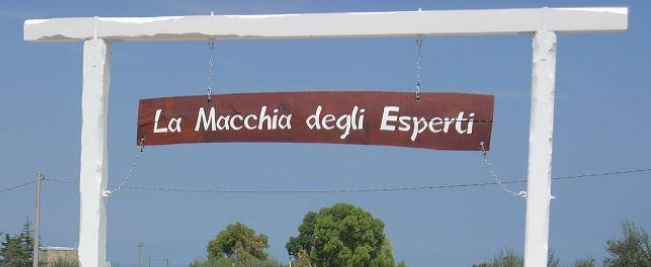 La Macchia degli Esperti